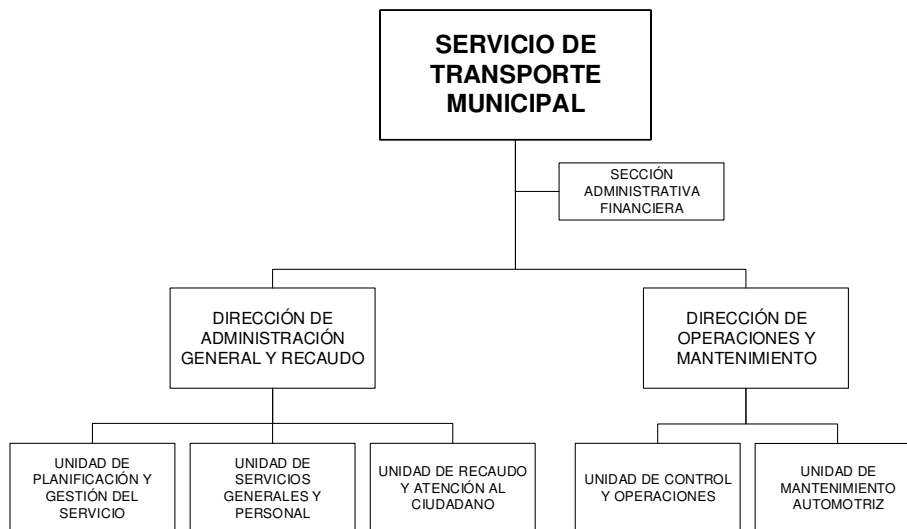 SERVICIO DE
TRANSPORTE
MUNICIPAL
SECCIÓN
ADMINISTRATIVA
FINANCIERA
DIRECCIÓN DE
ADMINISTRACIÓN
GENERAL Y RECAUDO
DIRECCIÓN DE
OPERACIONES Y
MANTENIMIENTO
UNIDAD DE
PLANIFICACIÓN Y
GESTIÓN DEL
SERVICIO
UNIDAD DE
SERVICIOS
GENERALES Y
PERSONAL
UNIDAD DE RECAUDO
Y ATENCIÓN AL
CIUDADANO
UNIDAD DE CONTROL
Y OPERACIONES
UNIDAD DE
MANTENIMIENTO
AUTOMOTRIZ